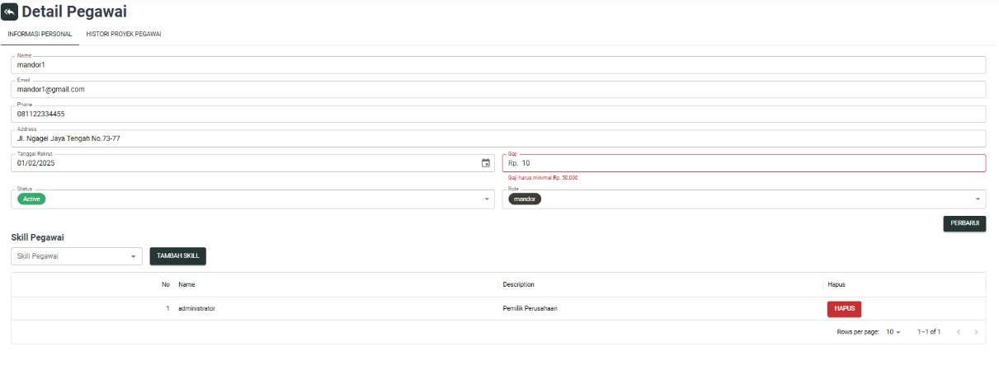 Detail Pegawai
INFORMASI PERSONAL HISTORI PROYEK PEGAWAI
Name
mandor1
Email
mandor1@gmail.com
Phone
081122334455
Address
Jl. Ngagel Jaya Tengah No.73-77
Tanggal Rekrut Gaji
01/02/2025 Rp. 10
Gaji harus minimal Rp. 50,000
Status Role
Active mandor
PERBARUI
Skill Pegawai
Skill Pegawai TAMBAH SKILL
No Name Description Hapus
1 administrator Pemilik Perusahaan HAPUS
Rows per page: 10 1–1 of 1